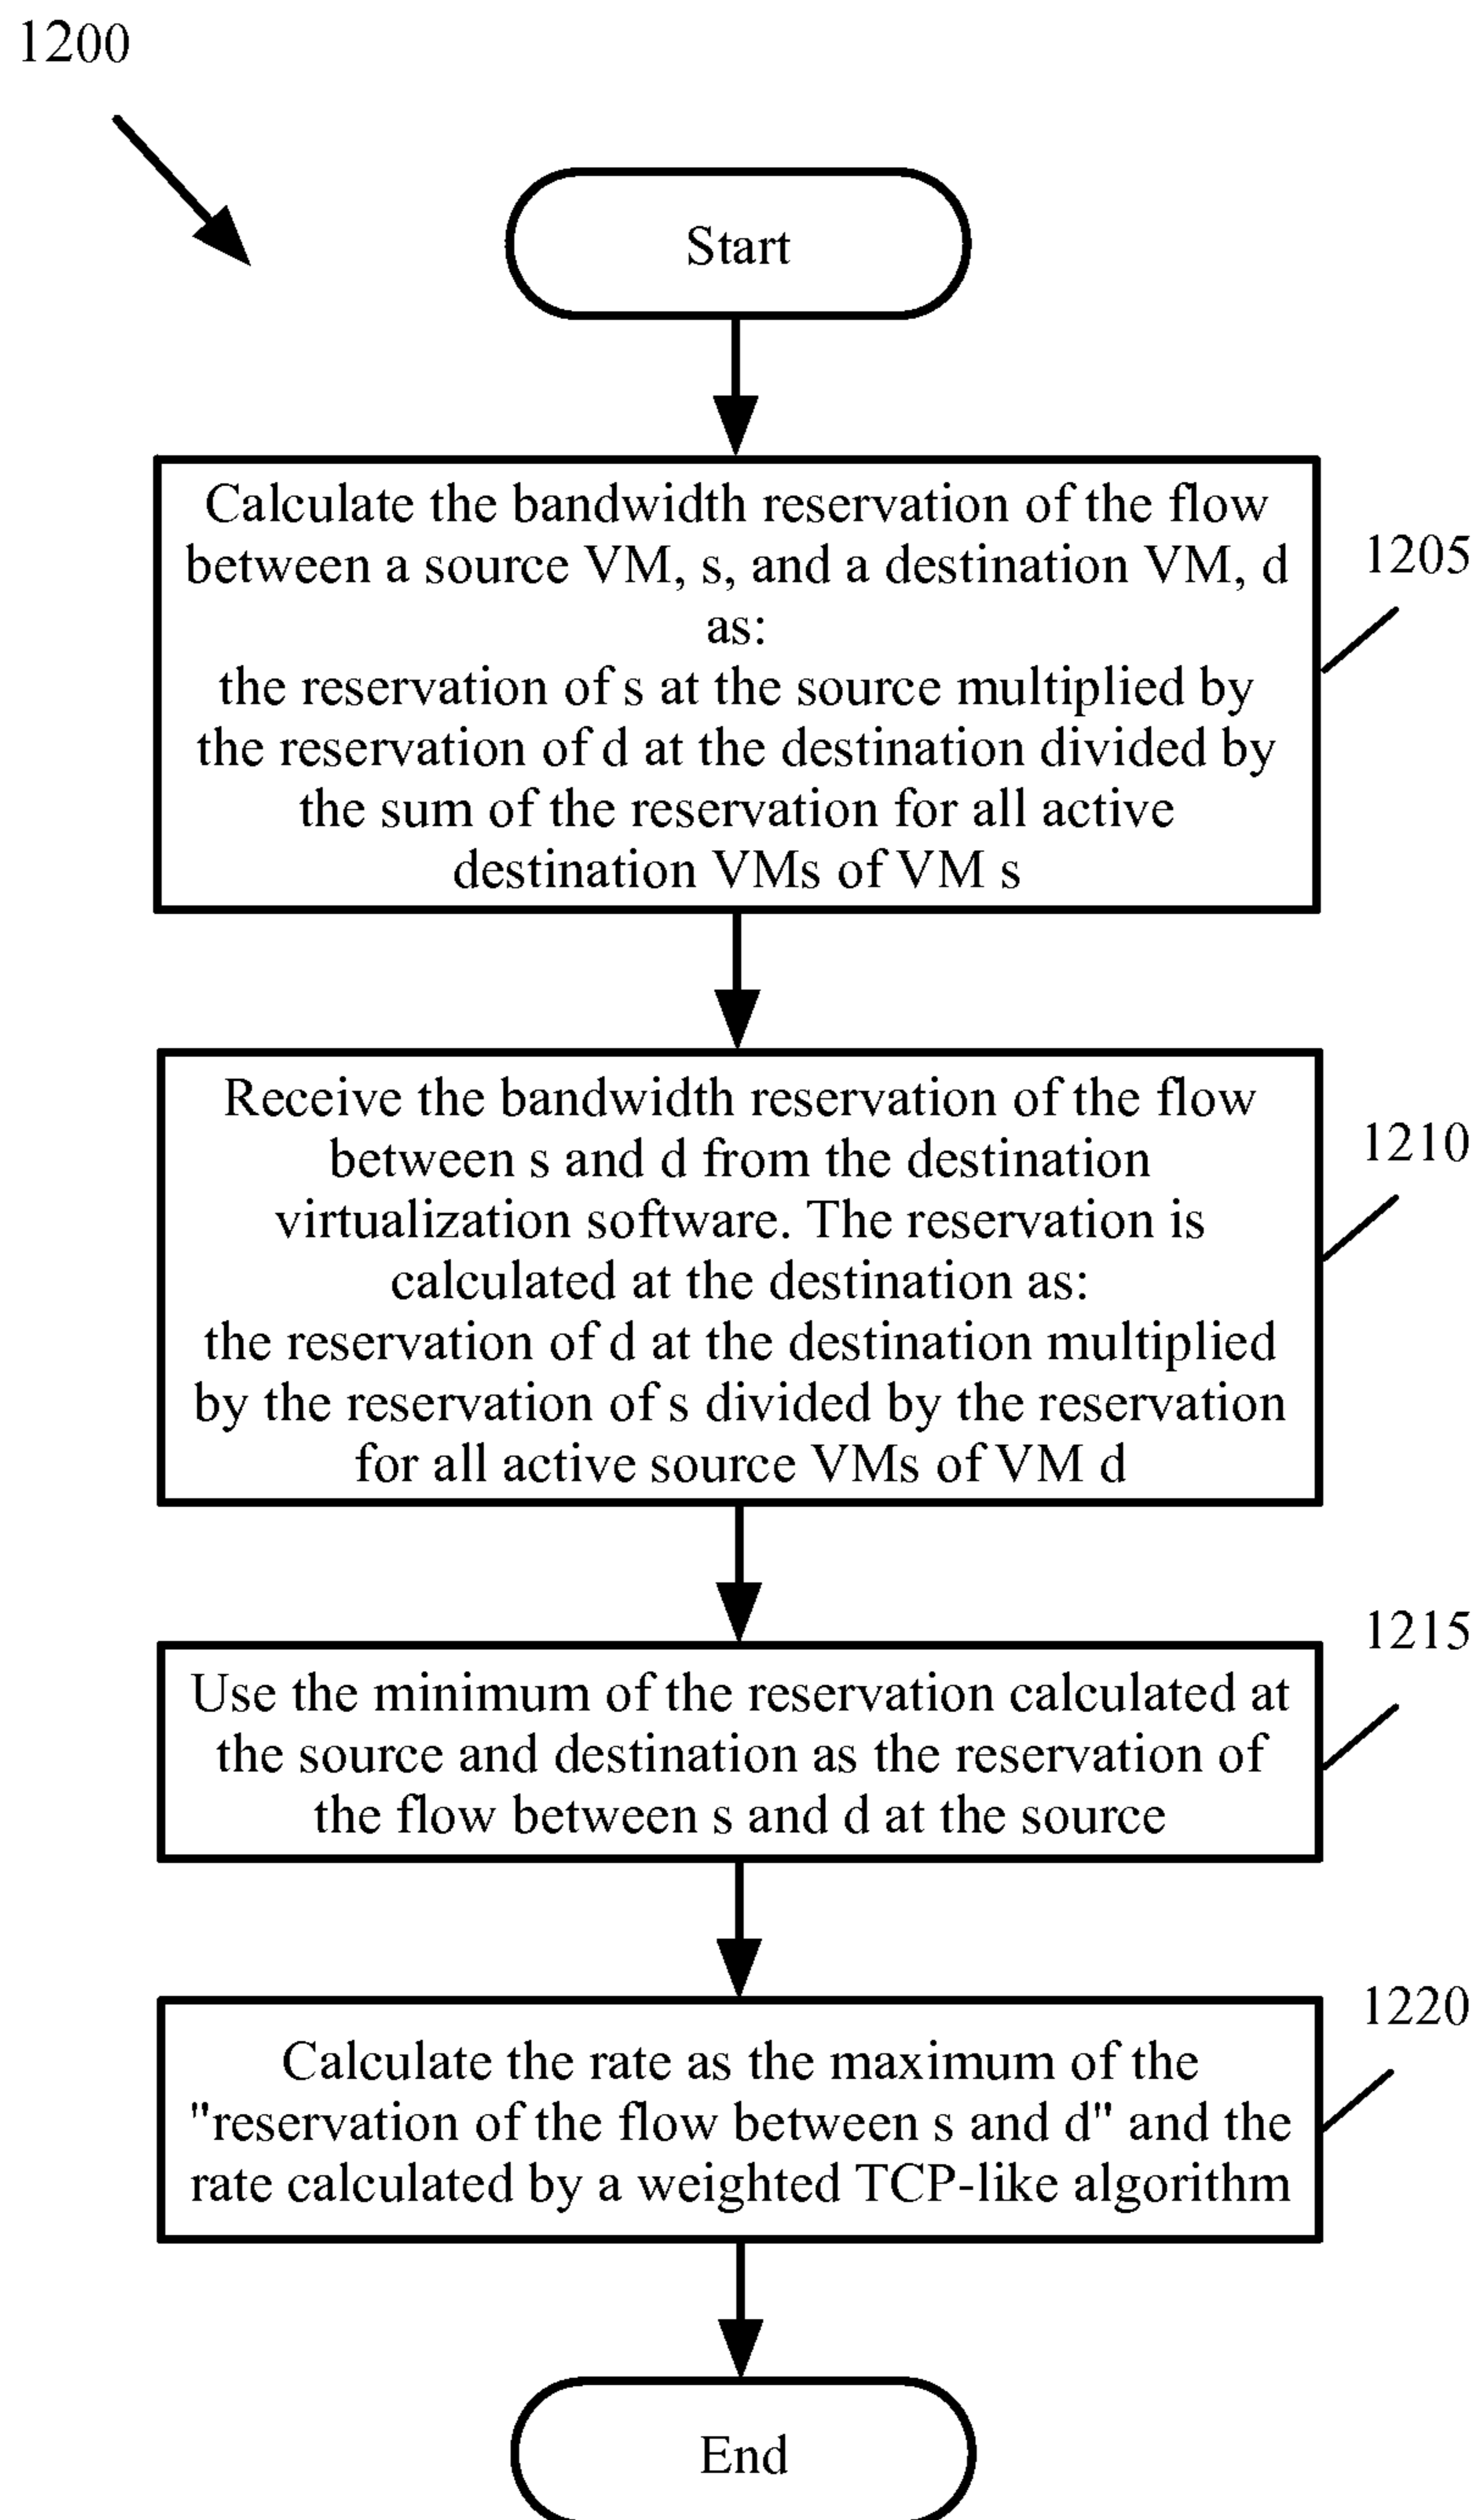 1200
Start
Calculate the bandwidth reservation of the flow
between a source VM, s, and a destination VM, d
as:
the reservation of s at the source multiplied by
the reservation of d at the destination divided by
the sum of the reservation for all active
destination VMs of VM s
1205
Receive the bandwidth reservation of the flow
between s and d from the destination
virtualization software. The reservation is
calculated at the destination as:
the reservation of d at the destination multiplied
by the reservation of s divided by the reservation
for all active source VMs of VM d
1210
Use the minimum of the reservation calculated at
the source and destination as the reservation of
the flow between s and d at the source
1215
Calculate the rate as the maximum of the
"reservation of the flow between s and d" and the
rate calculated by a weighted TCP-like algorithm
1220
End